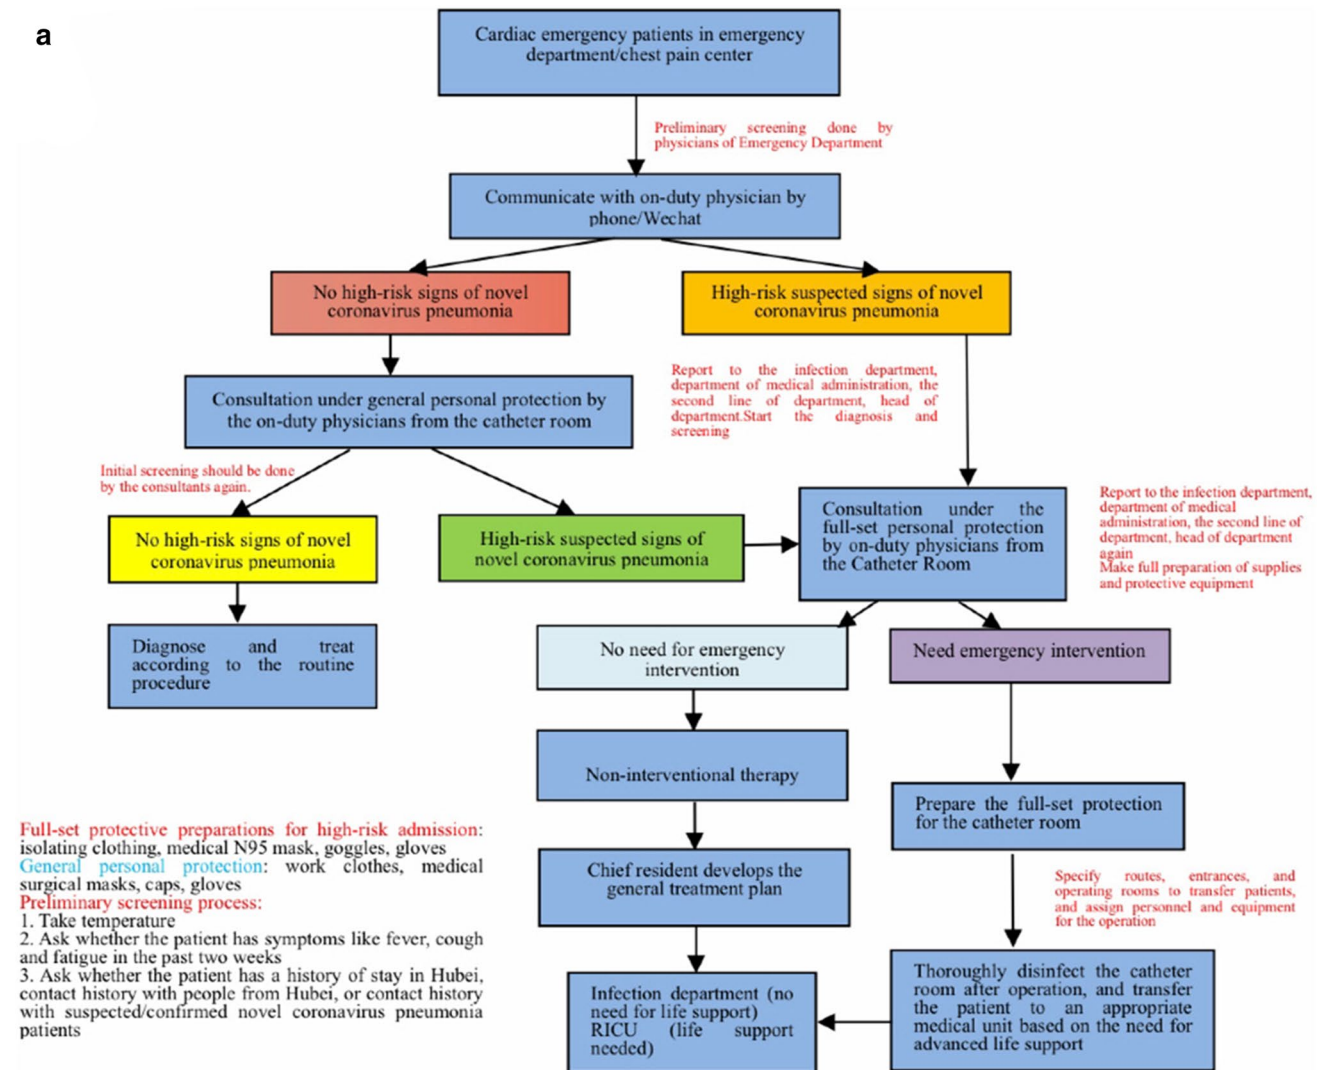 a
Cardiac emergency patients in emergency
department/chest pain center
Preliminary screening done by
physicians of Emergency Department
Communicate with on-duty physician by
phone/Wechat
No high-risk signs of novel
coronavirus pneumonia
High-risk suspected signs of novel
coronavirus pneumonia
Consultation under general personal protection by
the on-duty physicians from the catheter room
Report to the infection department,
department of medical administration, the
second line of department, head of
department.Start the diagnosis and
screening
Initial screening should be done
by the consultants again.
No high-risk signs of novel
coronavirus pneumonia
High-risk suspected signs of
novel coronavirus pneumonia
Consultation under the
full-set personal protection
by on-duty physicians from
the Catheter Room
Report to the infection department,
department of medical
administration, the second line of
department, head of department
again
Make full preparation of supplies
and protective equipment
Diagnose and treat
according to the routine
procedure
No need for emergency
intervention
Need emergency intervention
Non-interventional therapy
Prepare the full-set protection
for the catheter room
Chief resident develops the
general treatment plan
Specify routes, entrances, and
operating rooms to transfer patients,
and assign personnel and equipment
for the operation
Infection department (no
need for life support)
RICU (life support
needed)
Thoroughly disinfect the catheter
room after operation, and transfer
the patient to an appropriate
medical unit based on the need for
advanced life support
Full-set protective preparations for high-risk admission:
isolating clothing, medical N95 mask, goggles, gloves
General personal protection: work clothes, medical
surgical masks, caps, gloves
Preliminary screening process:
1. Take temperature
2. Ask whether the patient has symptoms like fever, cough
and fatigue in the past two weeks
3. Ask whether the patient has a history of stay in Hubei,
contact history with people from Hubei, or contact history
with suspected/confirmed novel coronavirus pneumonia
patients